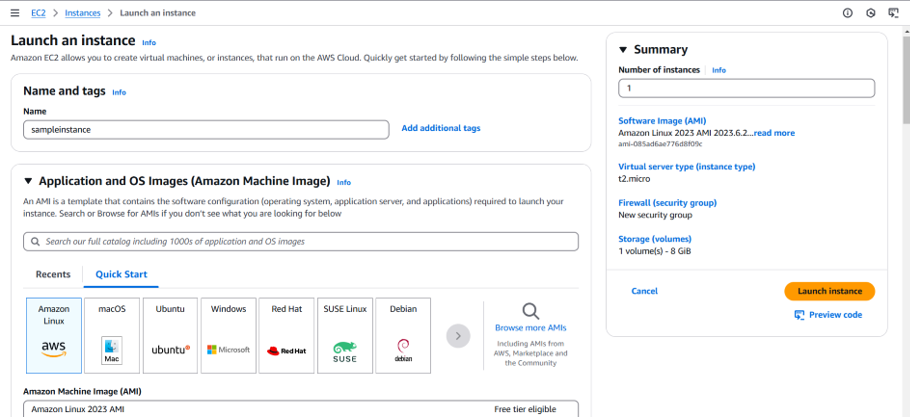 EC2 > Instances > Launch an instance
Launch an instance Info
Amazon EC2 allows you to create virtual machines, or instances, that run on the AWS Cloud. Quickly get started by following the simple steps below.
Name and tags Info
Name
sampleinstance
Add additional tags
Application and OS Images (Amazon Machine Image) Info
An AMI is a template that contains the software configuration (operating system, application server, and applications) required to launch your
instance. Search or Browse for AMIs if you don't see what you are looking for below
Search our full catalog including 1000s of application and OS images
Recents Quick Start
Amazon
Linux
aws
macOS
Mac
Ubuntu
ubuntu
Windows
Microsoft
Red Hat
Red Hat
SUSE Linux
SUSE
Debian
debian
Browse more AMIs
Including AMIs from
AWS, Marketplace and
the Community
Amazon Machine Image (AMI)
Amazon Linux 2023 AMI Free tier eligible
Summary
Number of instances Info
1
Software Image (AMI)
Amazon Linux 2023 AMI 2023.6.2...read more
ami-085ad6ae776d8f09c
Virtual server type (instance type)
t2.micro
Firewall (security group)
New security group
Storage (volumes)
1 volume(s) - 8 GiB
Cancel
Launch instance
Preview code